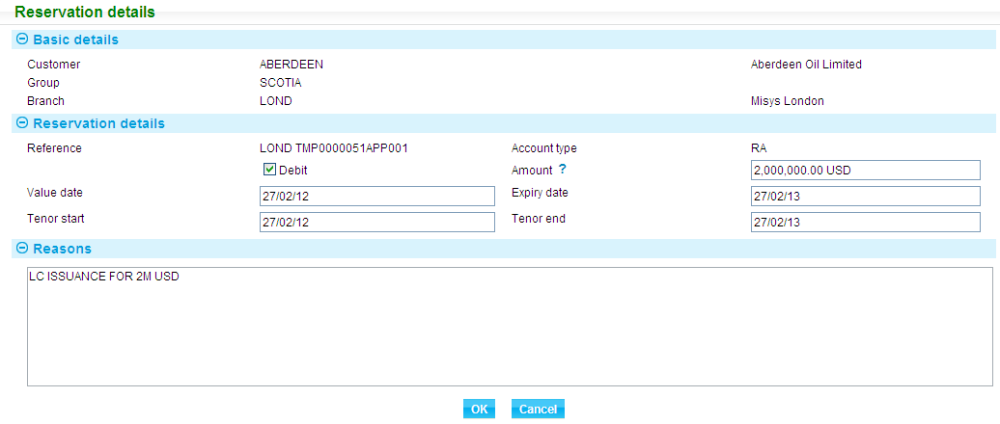 Reservation details
Basic details
Customer ABERDEEN Aberdeen Oil Limited
Group SCOTIA
Branch LOND Misys London
Reservation details
Reference LOND TMP0000051APP001 Account type RA
Debit Amount ? 2,000,000.00 USD
Value date 27/02/12 Expiry date 27/02/13
Tenor start 27/02/12 Tenor end 27/02/13
Reasons
LC ISSUANCE FOR 2M USD
OK Cancel